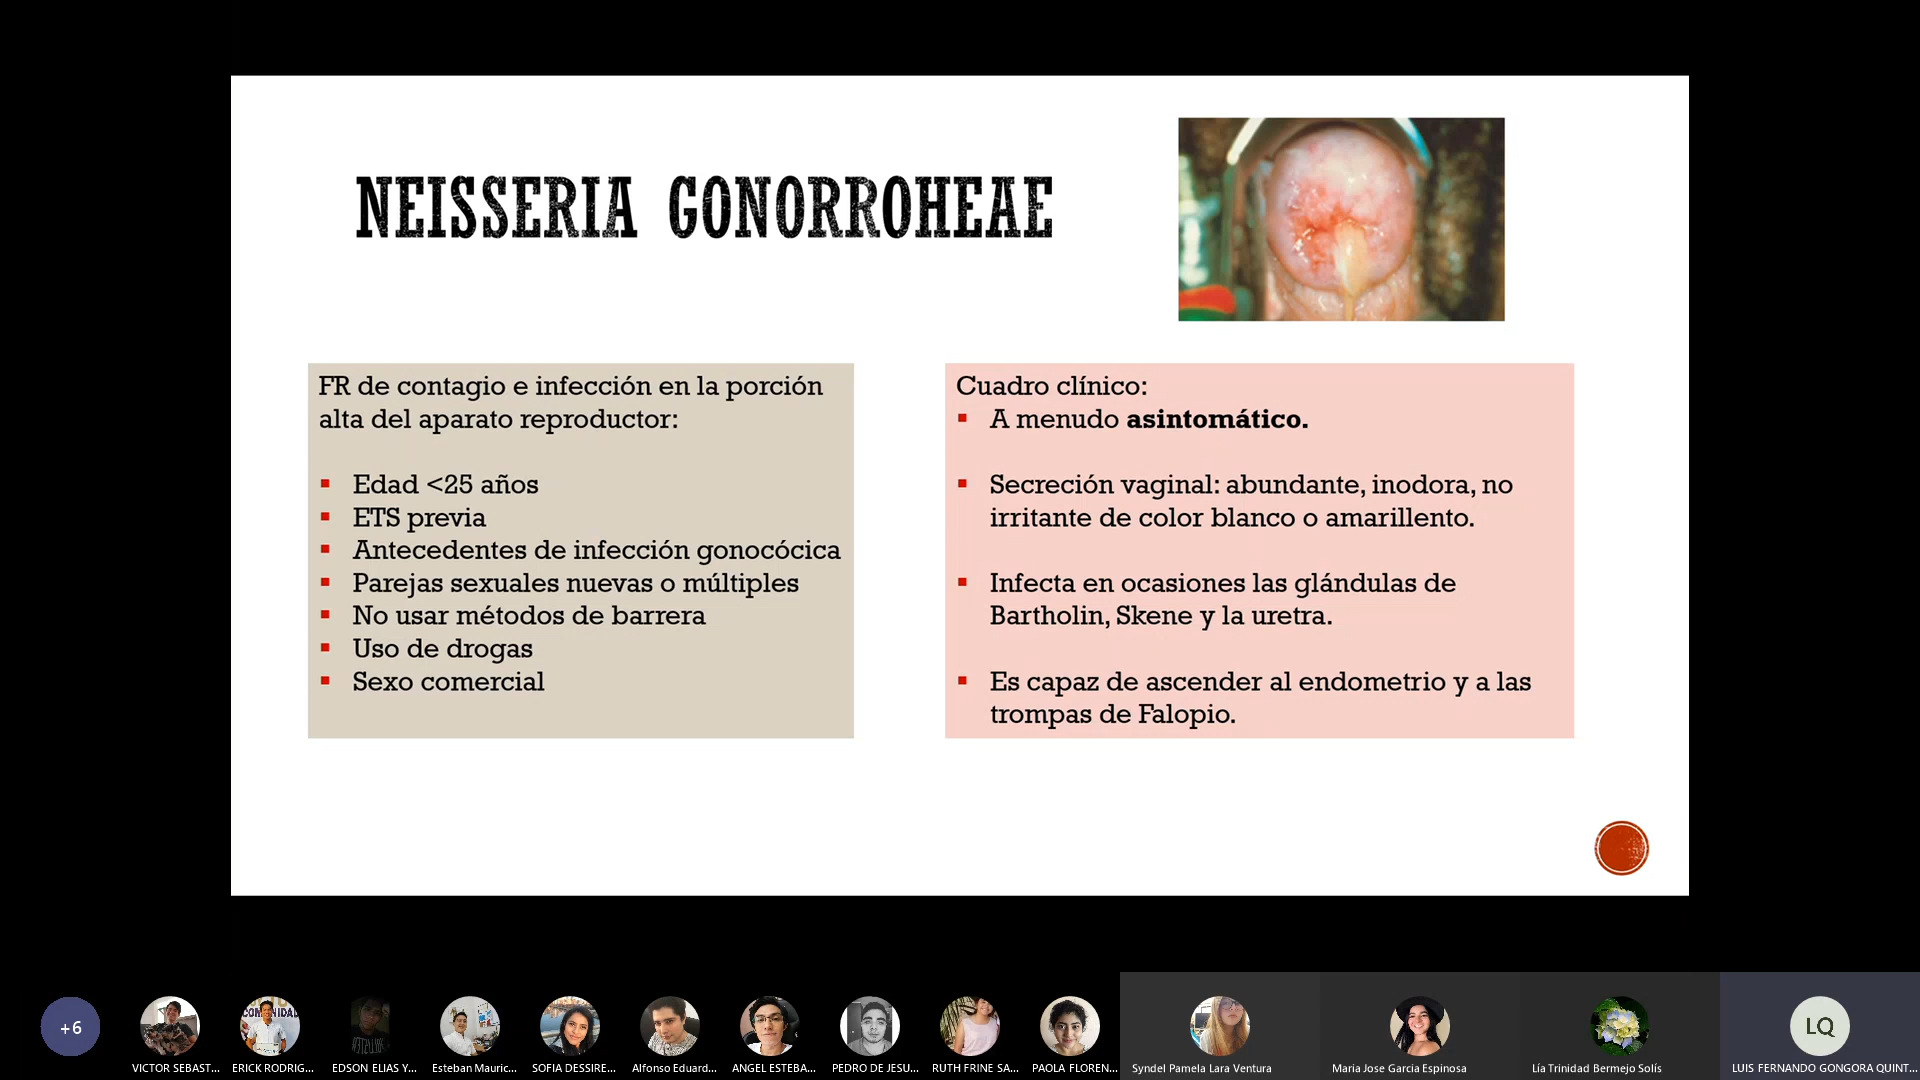 NEISSERIA GONORROHEAE
FR de contagio e infección en la porción
alta del aparato reproductor:
Edad <25 años
ETS previa
Antecedentes de infección gonocócica
Parejas sexuales nuevas o múltiples
No usar métodos de barrera
Uso de drogas
Sexo comercial
Cuadro clínico:
A menudo asintomático.
Secreción vaginal: abundante, inodora, no
irritante de color blanco o amarillento.
Infecta en ocasiones las glándulas de
Bartholin, Skene y la uretra.
Es capaz de ascender al endometrio y a las
trompas de Falopio.
+6
LQ
VICTOR SEBAST...
ERICK RODRIG...
EDSON ELIAS Y...
Esteban Mauric...
SOFIA DESSIRE...
Alfonso Eduard...
ANGEL ESTEBA...
PEDRO DE JESU...
RUTH FRINE SA...
PAOLA FLOREN...
Syndel Pamela Lara Ventura
Maria Jose Garcia Espinosa
Lía Trinidad Bermejo Solís
LUIS FERNANDO GONGORA QUINT...